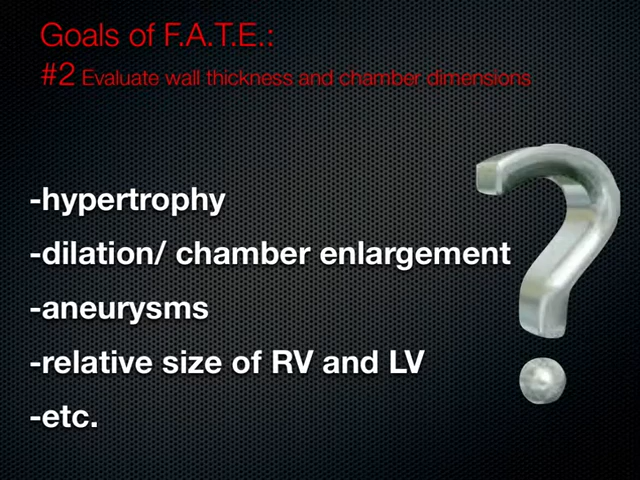 Goals of F.A.T.E.:
#2 Evaluate wall thickness and chamber dimensions
-hypertrophy
-dilation/ chamber enlargement
-aneurysms
-relative size of RV and LV
-etc.